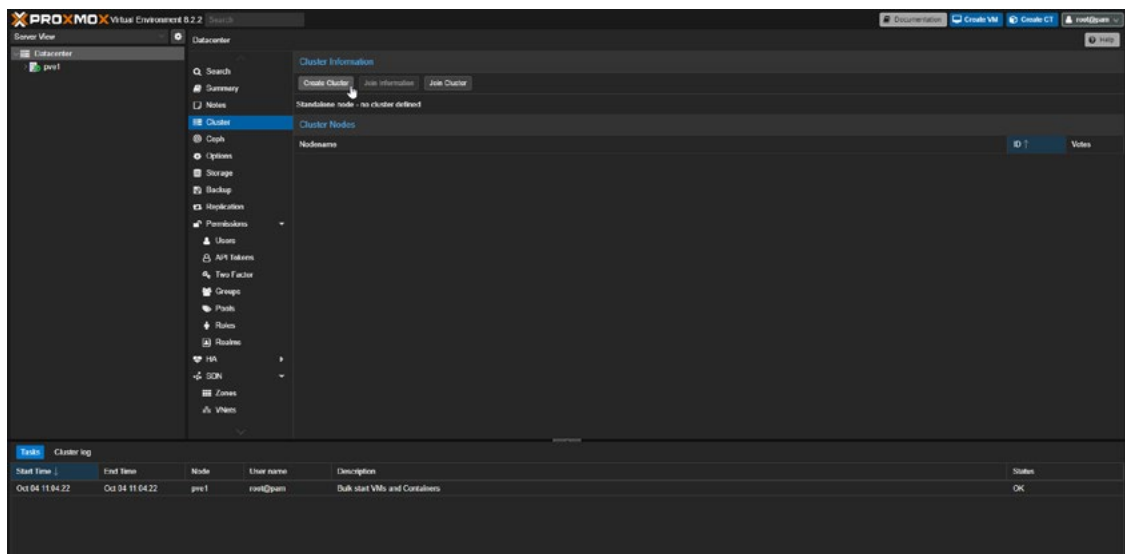 PROXMOX Virtual Environment 8.2.2 Search
Documentation Create VM Create CT root@pam
Server View
Datacenter
pve1
Datacenter
Help
Search
Summary
Notes
Cluster
Ceph
Options
Storage
Backup
Replication
Permissions
Users
API Tokens
Two Factor
Groups
Pools
Roles
Realms
HA
SDN
Zones
VNets
Cluster Information
Create Cluster Join Information Join Cluster
Standalone node - no cluster defined
Cluster Nodes
Nodename ID ↑ Votes
Tasks Cluster log
Start Time ↓ End Time Node User name Description Status
Oct 04 11:04:22 Oct 04 11:04:22 pve1 root@pam Bulk start VMs and Containers OK